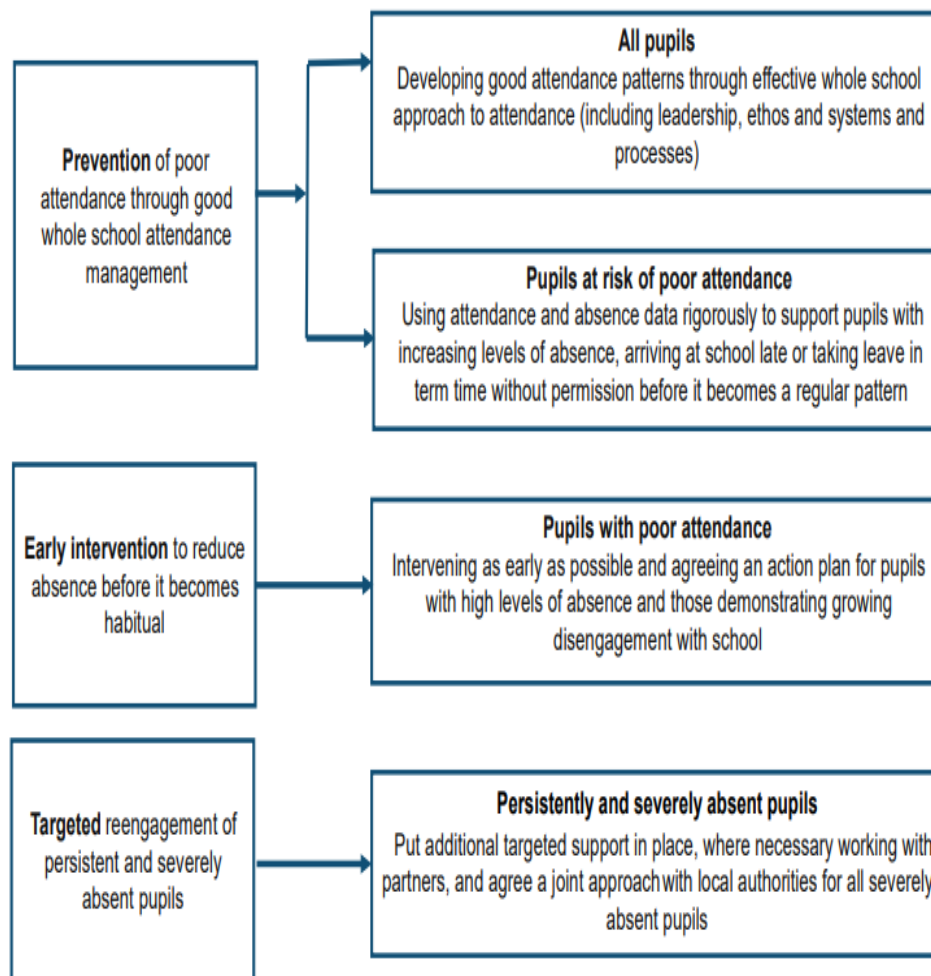 Prevention of poor
attendance through good
whole school attendance
management
All pupils
Developing good attendance patterns through effective whole school
approach to attendance (including leadership, ethos and systems and
processes)
Pupils at risk of poor attendance
Using attendance and absence data rigorously to support pupils with
increasing levels of absence, arriving at school late or taking leave in
term time without permission before it becomes a regular pattern
Early intervention to reduce
absence before it becomes
habitual
Pupils with poor attendance
Intervening as early as possible and agreeing an action plan for pupils
with high levels of absence and those demonstrating growing
disengagement with school
Targeted reengagement of
persistent and severely
absent pupils
Persistently and severely absent pupils
Put additional targeted support in place, where necessary working with
partners, and agree a joint approach with local authorities for all severely
absent pupils